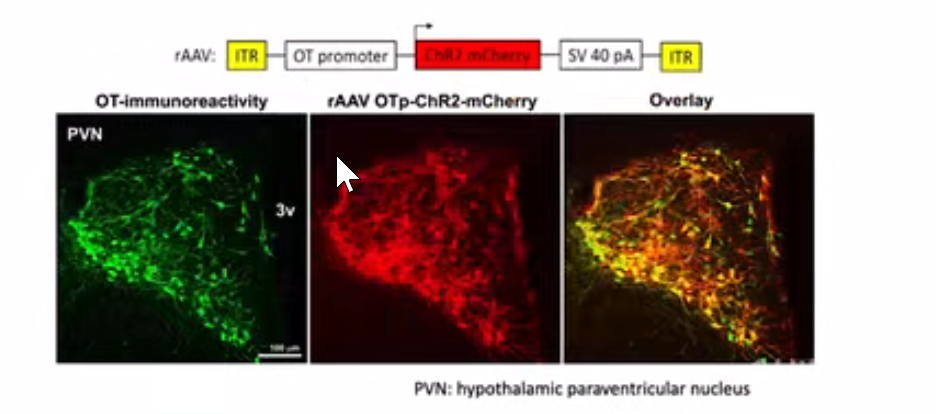 rAAV: ITR OT promoter ChR2 mCherry SV 40 pA ITR
OT-immunoreactivity rAAV OTp-ChR2-mCherry Overlay
PVN
3v
100 µm
PVN: hypothalamic paraventricular nucleus